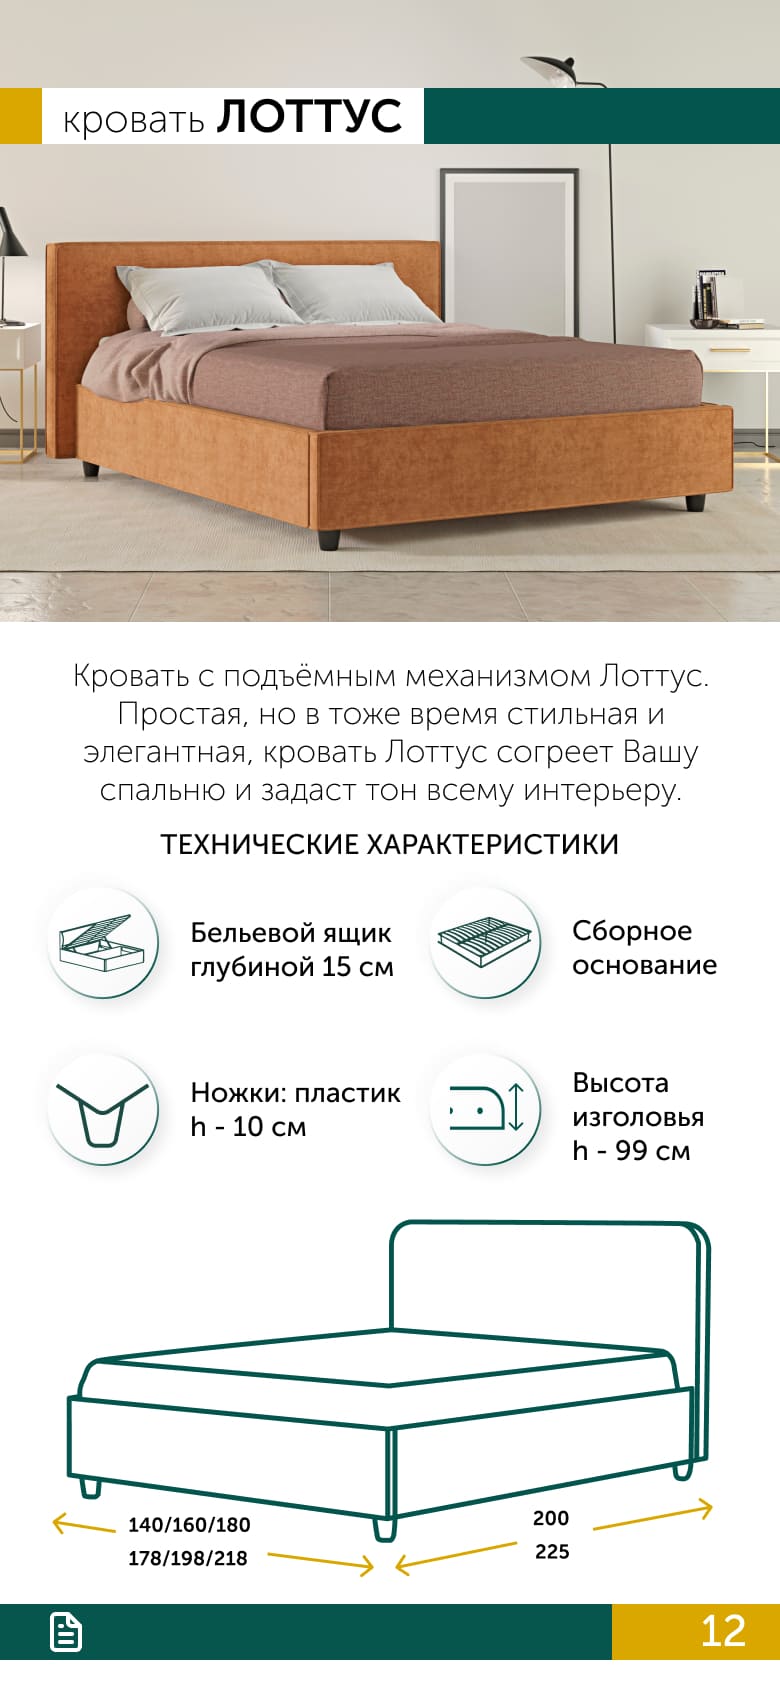 кровать ЛОТТУС
Кровать с подъёмным механизмом Лоттус.
Простая, но в тоже время стильная и
элегантная, кровать Лоттус согреет Вашу
спальню и задаст тон всему интерьеру.
ТЕХНИЧЕСКИЕ ХАРАКТЕРИСТИКИ
Бельевой ящик
глубиной 15 см
Сборное
основание
Ножки: пластик
h - 10 см
Высота
изголовья
h - 99 см
140/160/180
178/198/218
200
225
12